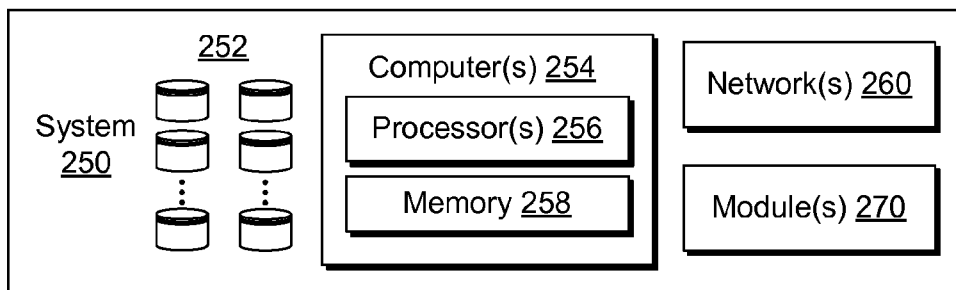 System
250
252
Computer(s) 254
Processor(s) 256
Memory 258
Network(s) 260
Module(s) 270